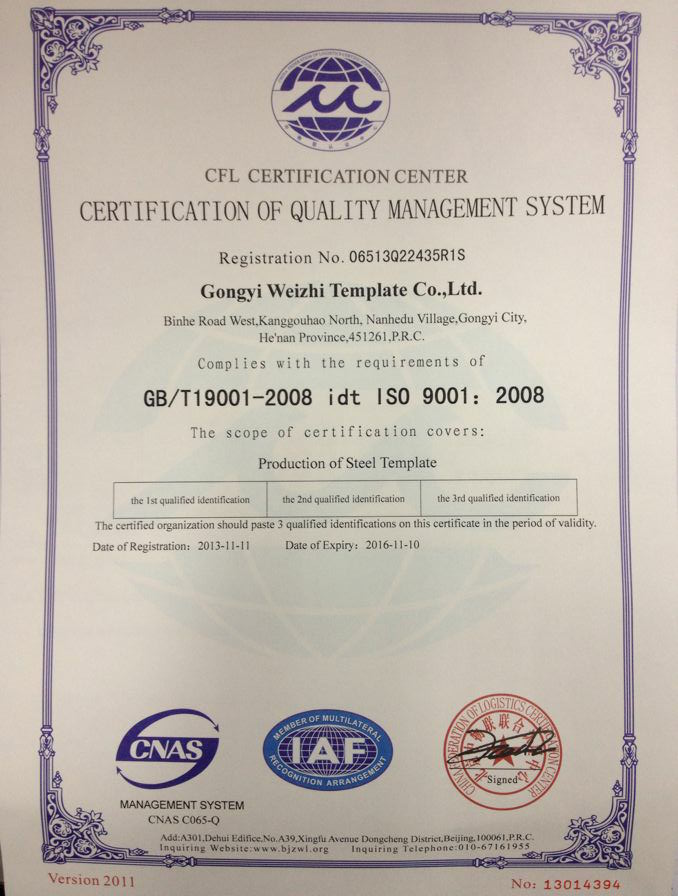 CFL CERTIFICATION CENTER
CERTIFICATION OF QUALITY MANAGEMENT SYSTEM
Registration No. 06513Q22435R1S
Gongyi Weizhi Template Co.,Ltd.
Binhe Road West,Kanggouhao North, Nanhedu Village,Gongyi City,
He'nan Province,451261,P.R.C.
Complies with the requirements of
GB/T19001-2008 idt ISO 9001: 2008
The scope of certification covers:
Production of Steel Template
the 1st qualified identification the 2nd qualified identification the 3rd qualified identification
The certified organization should paste 3 qualified identifications on this certificate in the period of validity.
Date of Registration: 2013-11-11 Date of Expiry: 2016-11-10
CNAS
MANAGEMENT SYSTEM
CNAS C065-Q
MEMBER OF MULTILATERAL
IAF
RECOGNITION ARRANGEMENT
CHINA FEDERATION OF LOGISTICS CERTIFICATION CENTER
Signed
Add:A301,Dehui Edifice,No.A39,Xingfu Avenue Dongcheng District,Beijing,100061,P.R.C.
Inquiring Website:www.bjzwl.org Inquiring Telephone:010-67161955
Version 2011
No: 13014394